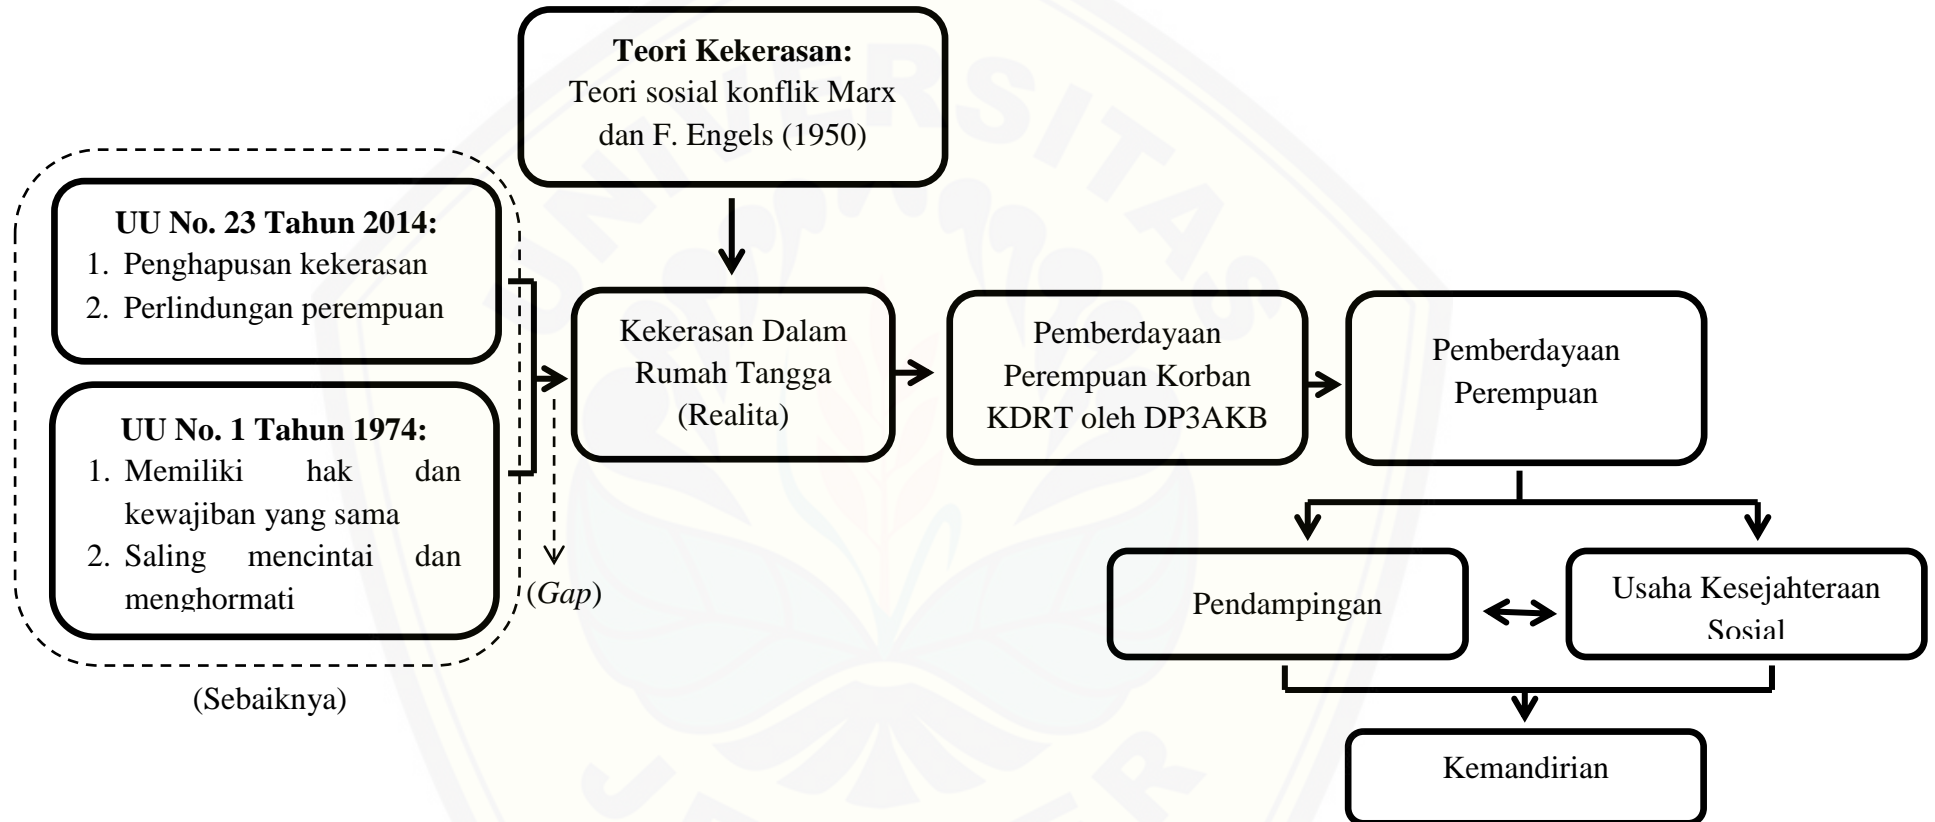 Teori Kekerasan:
Teori sosial konflik Marx
dan F. Engels (1950)
UU No. 23 Tahun 2014:
1. Penghapusan kekerasan
2. Perlindungan perempuan
UU No. 1 Tahun 1974:
1. Memiliki hak dan
kewajiban yang sama
2. Saling mencintai dan
menghormati
(Sebaiknya)
(Gap)
Kekerasan Dalam
Rumah Tangga
(Realita)
Pemberdayaan
Perempuan Korban
KDRT oleh DP3AKB
Pemberdayaan
Perempuan
Pendampingan
Usaha Kesejahteraan
Sosial
Kemandirian
UNIVERSITAS